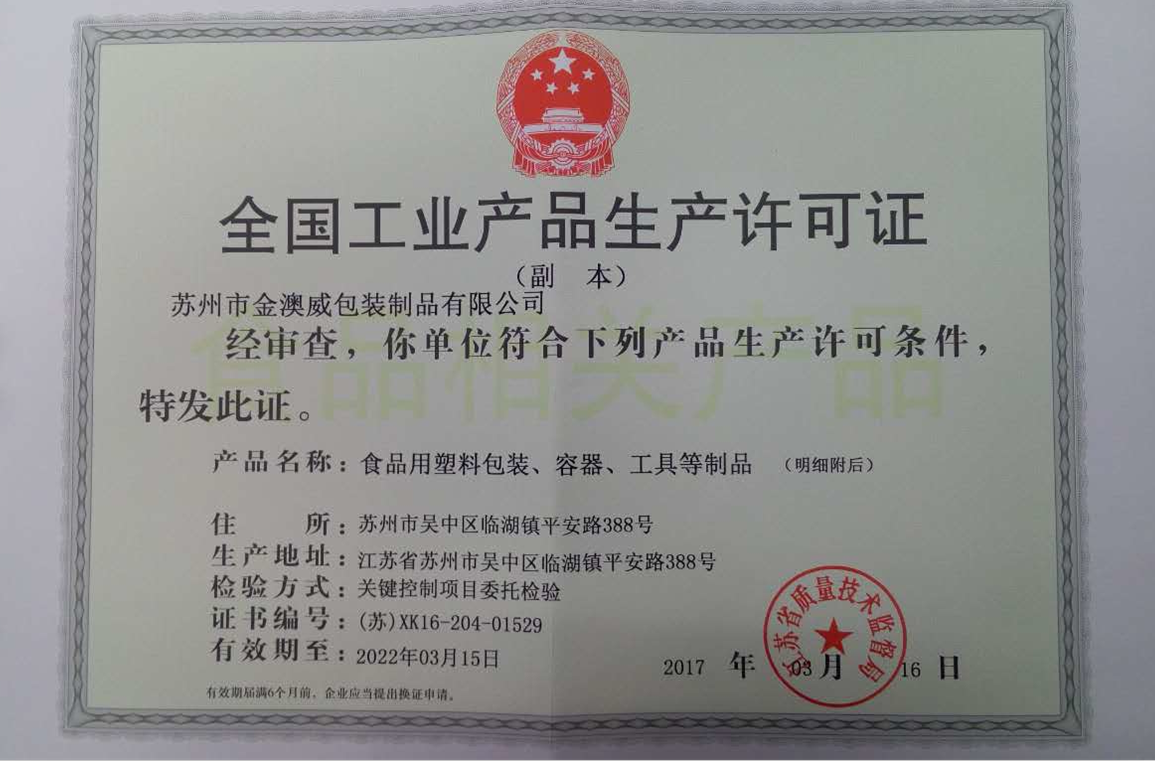 全国工业产品生产许可证
（副 本）
苏州市金澳威包装制品有限公司
经审查，你单位符合下列产品生产许可条件，
特发此证。
食品相关产品
产品名称：食品用塑料包装、容器、工具等制品 （明细附后）
住 所：苏州市吴中区临湖镇平安路388号
生产地址：江苏省苏州市吴中区临湖镇平安路388号
检验方式：关键控制项目委托检验
证书编号：(苏)XK16-204-01529
有效期至：2022年03月15日
江苏省质量技术监督局
2017 年 03 月 16 日
有效期届满6个月前，企业应当提出换证申请。